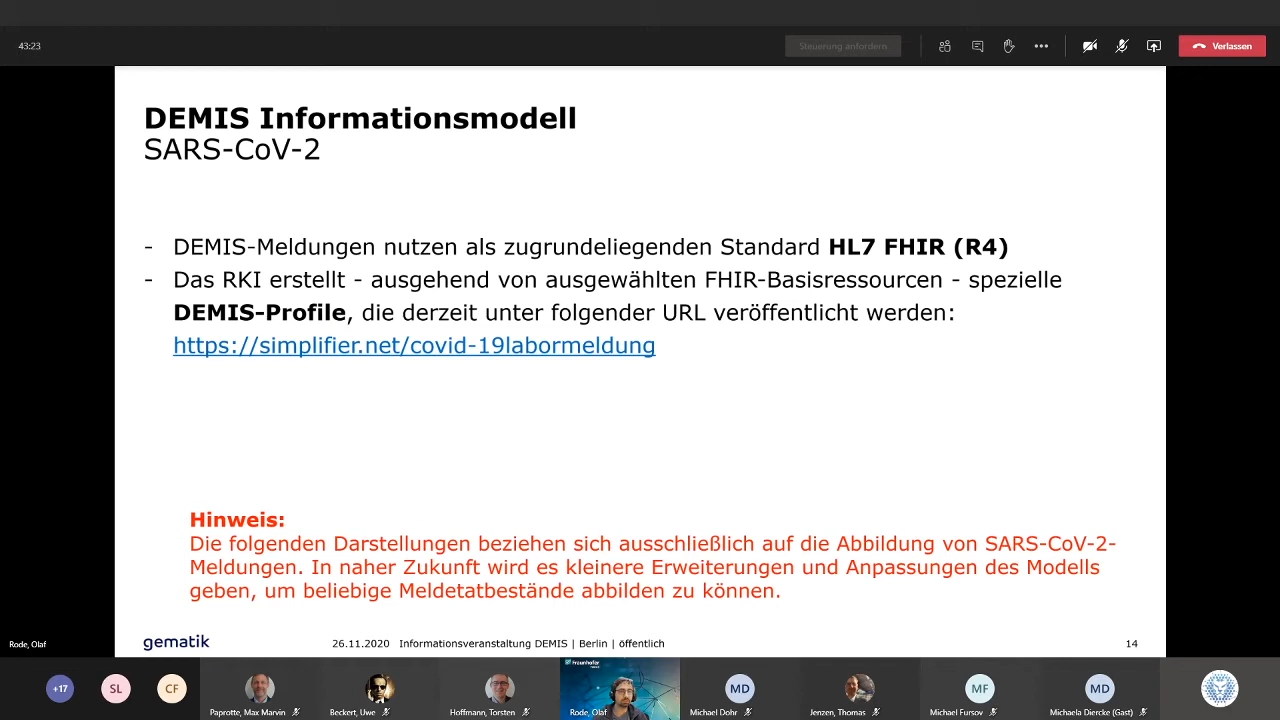 43:23
Steuerung anfordern
Verlassen
DEMIS Informationsmodell
SARS-CoV-2
- DEMIS-Meldungen nutzen als zugrundeliegenden Standard HL7 FHIR (R4)
- Das RKI erstellt - ausgehend von ausgewählten FHIR-Basisressourcen - spezielle
DEMIS-Profile, die derzeit unter folgender URL veröffentlicht werden:
https://simplifier.net/covid-19labormeldung
Hinweis:
Die folgenden Darstellungen beziehen sich ausschließlich auf die Abbildung von SARS-CoV-2-
Meldungen. In naher Zukunft wird es kleinere Erweiterungen und Anpassungen des Modells
geben, um beliebige Meldetatbestände abbilden zu können.
Rode, Olaf
gematik
26.11.2020 Informationsveranstaltung DEMIS | Berlin | öffentlich
14
+17
SL
CF
Fraunhofer
MD
MF
MD
Paprotte, Max Marvin
Beckert, Uwe
Hoffmann, Torsten
Rode, Olaf
Michael Dohr
Jenzen, Thomas
Michael Fursov
Michaela Diercke (Gast)